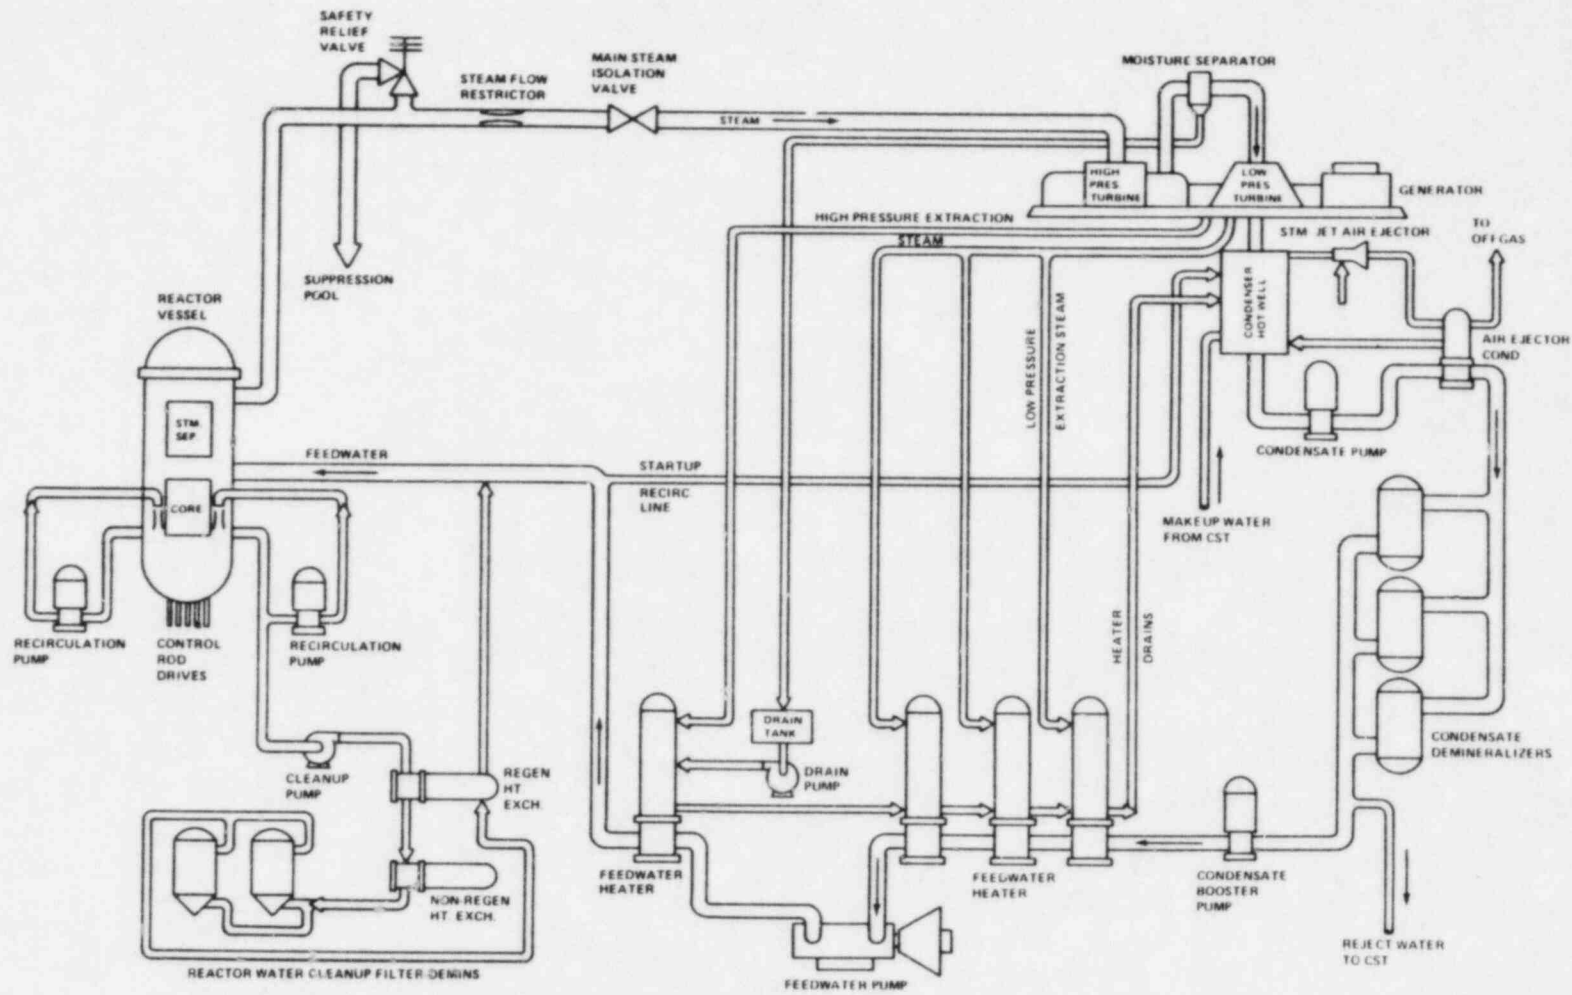 SAFETY
RELIEF
VALVE
STEAM FLOW
RESTRICTOR
MAIN STEAM
ISOLATION
VALVE
MOISTURE SEPARATOR
STEAM
HIGH
PRES.
TURBINE
LOW
PRES
TURBINE
GENERATOR
HIGH PRESSURE EXTRACTION
STEAM
STM. JET AIR EJECTOR
TO
OFFGAS
SUPPRESSION
POOL
REACTOR
VESSEL
CONDENSER
HOT WELL
AIR EJECTOR
COND
LOW PRESSURE
EXTRACTION STEAM
STM.
SEP.
CONDENSATE PUMP
FEEDWATER
STARTUP
RECIRC.
LINE
CORE
MAKEUP WATER
FROM CST
RECIRCULATION
PUMP
CONTROL
ROD
DRIVES
RECIRCULATION
PUMP
HEATER
DRAINS
DRAIN
TANK
CONDENSATE
DEMINERALIZERS
CLEANUP
PUMP
REGEN
HT
EXCH.
DRAIN
PUMP
FEEDWATER
HEATER
FEEDWATER
HEATER
CONDENSATE
BOOSTER
PUMP
NON-REGEN
HT. EXCH.
REJECT WATER
TO CST
REACTOR WATER CLEANUP FILTER-DEMINS
FEEDWATER PUMP